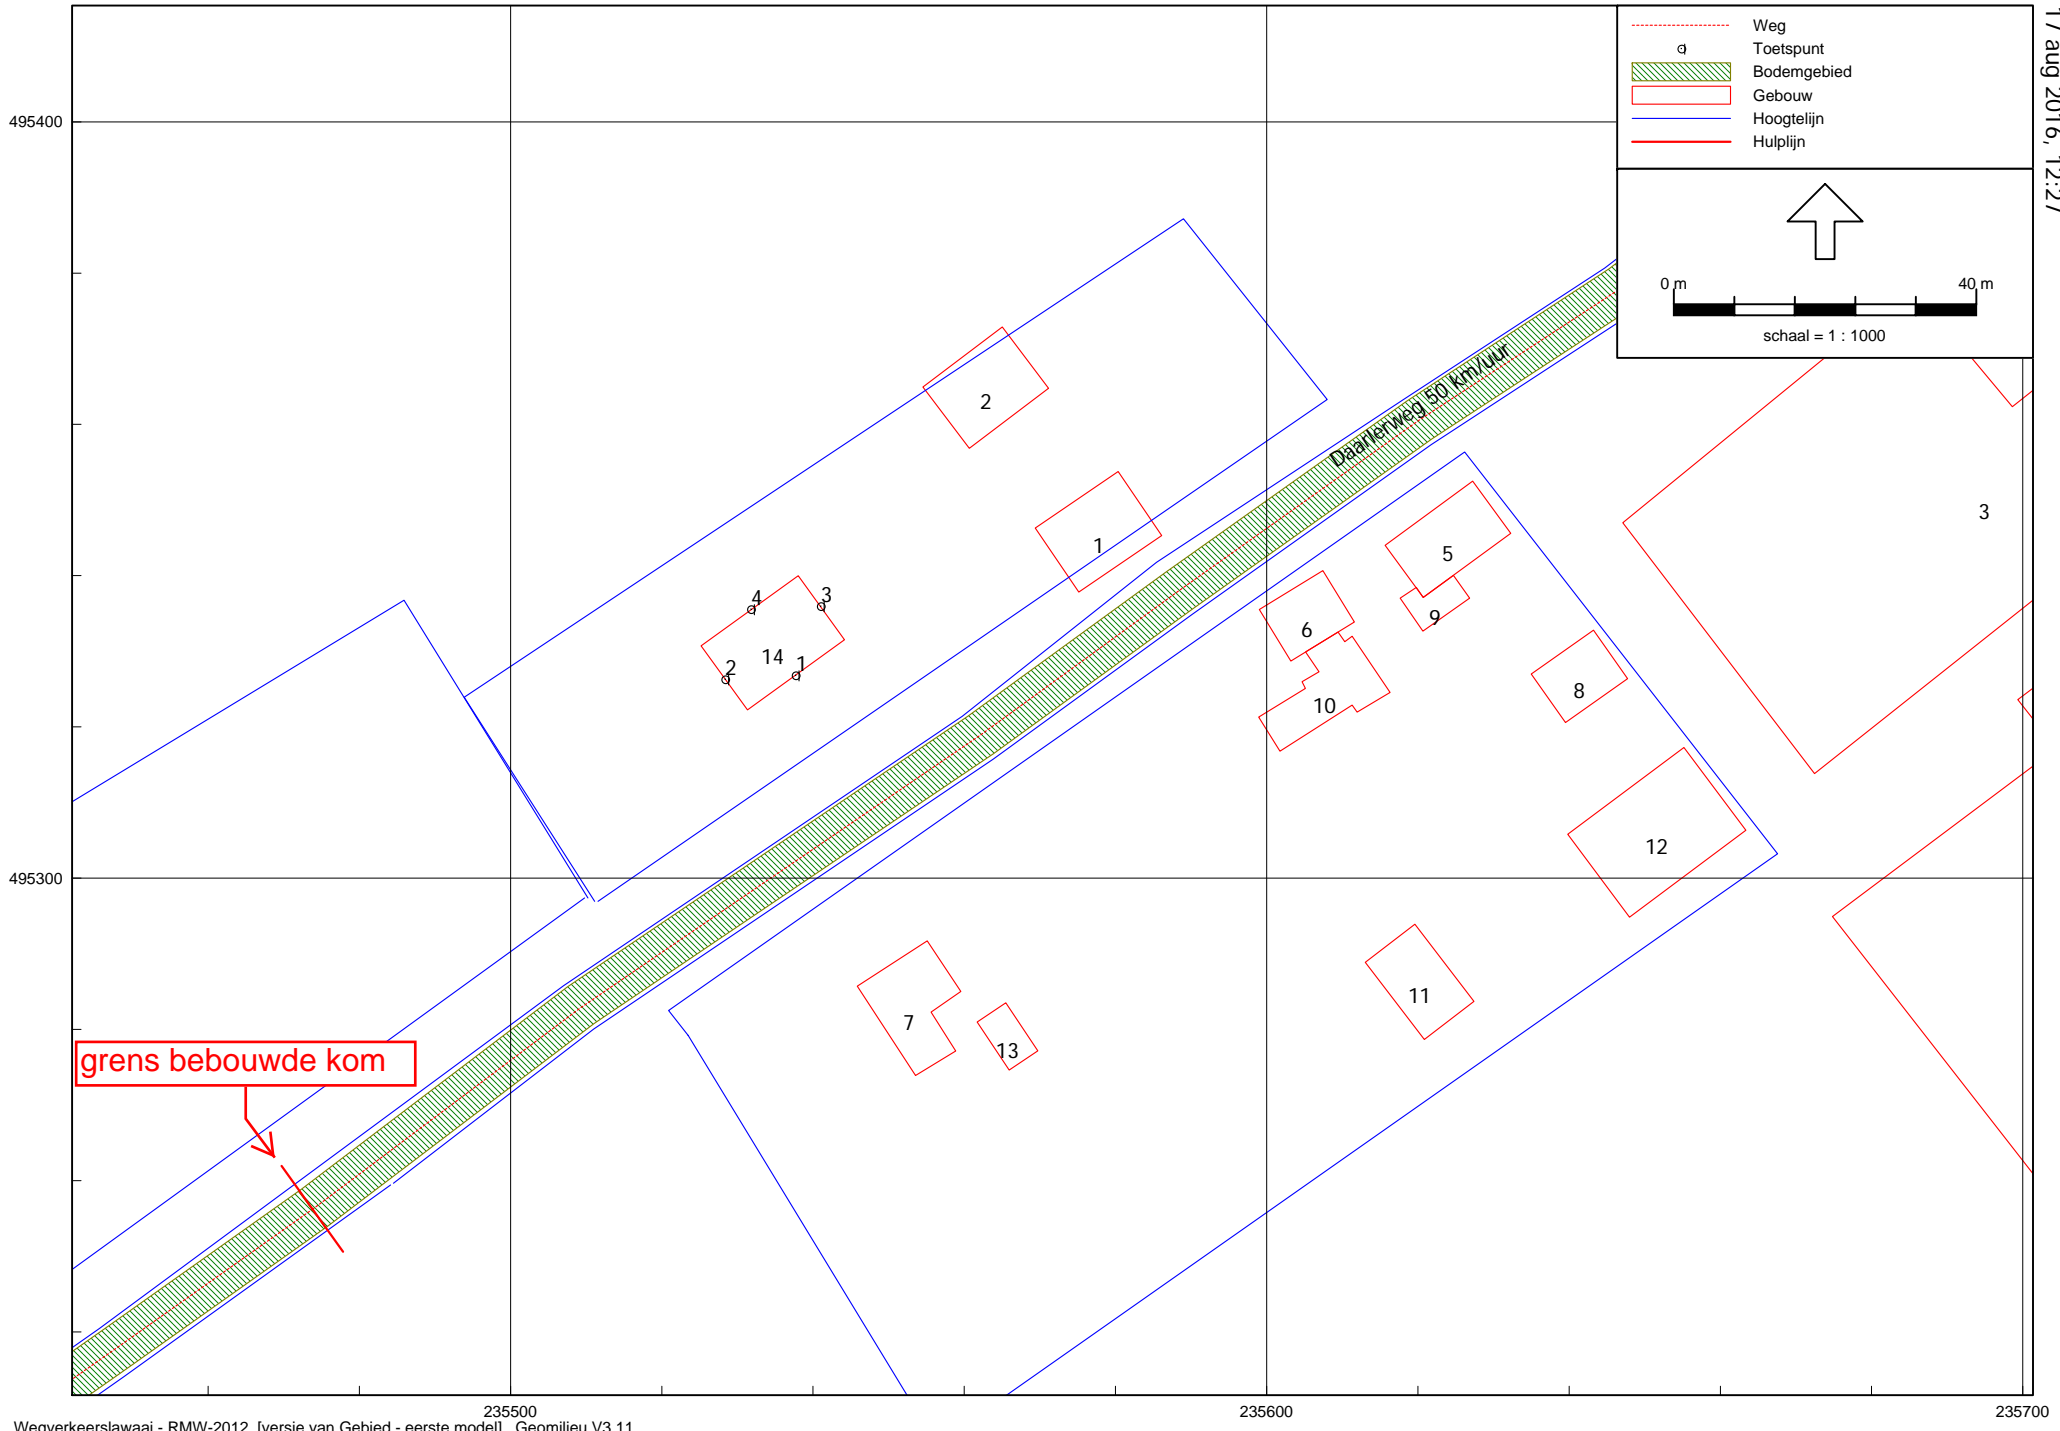 17 aug 2016, 12:27
Weg
Toetspunt
Bodemgebied
Gebouw
Hoogtelijn
Hulplijn
0 m 40 m
schaal = 1 : 1000
495400
Daarlerweg 50 km/uur
2
1
3
5
9
6
10
8
12
4
3
14
2
1
495300
7
13
11
grens bebouwde kom
235500 235600 235700
Wegverkeerslawaai - RMW-2012, [versie van Gebied - eerste model] , Geomilieu V3.11